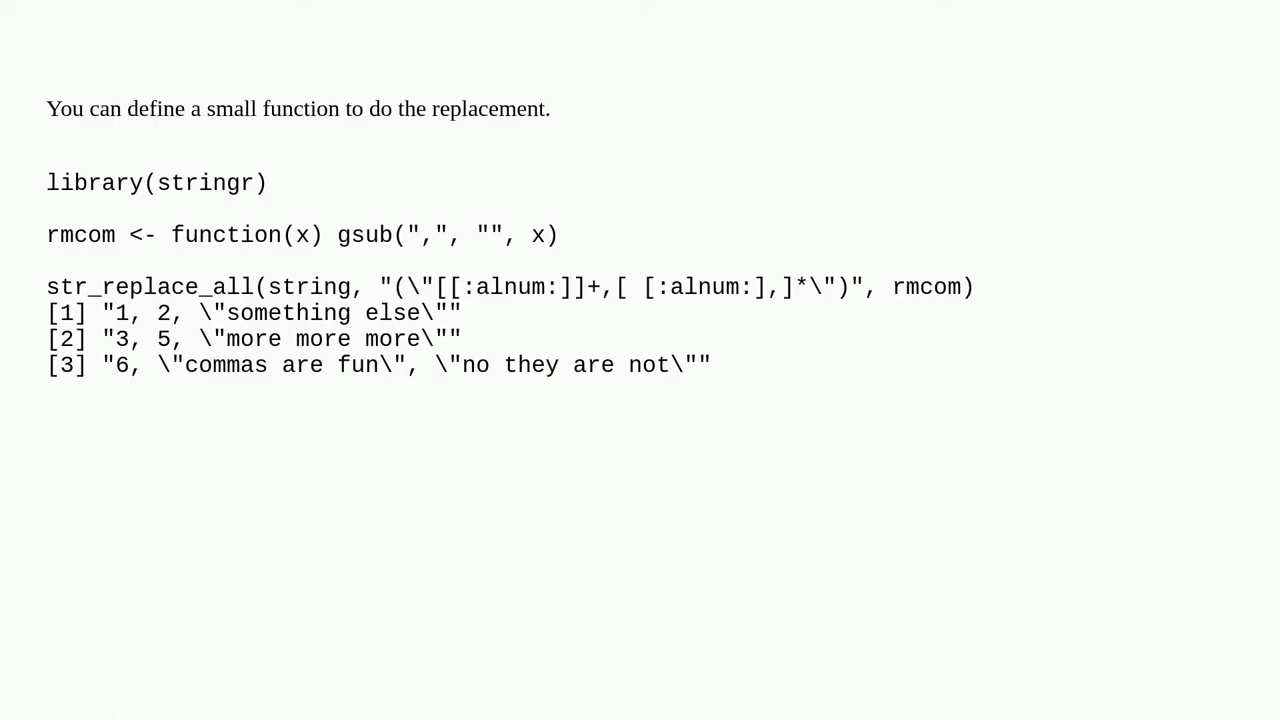 You can define a small function to do the replacement.
library(stringr)
rmcom <- function(x) gsub(",", "", x)
str_replace_all(string, "(\"[[:alnum:]]+,[ [:alnum:],]*\")", rmcom)
[1] "1, 2, \"something else\""
[2] "3, 5, \"more more more\""
[3] "6, \"commas are fun\", \"no they are not\""